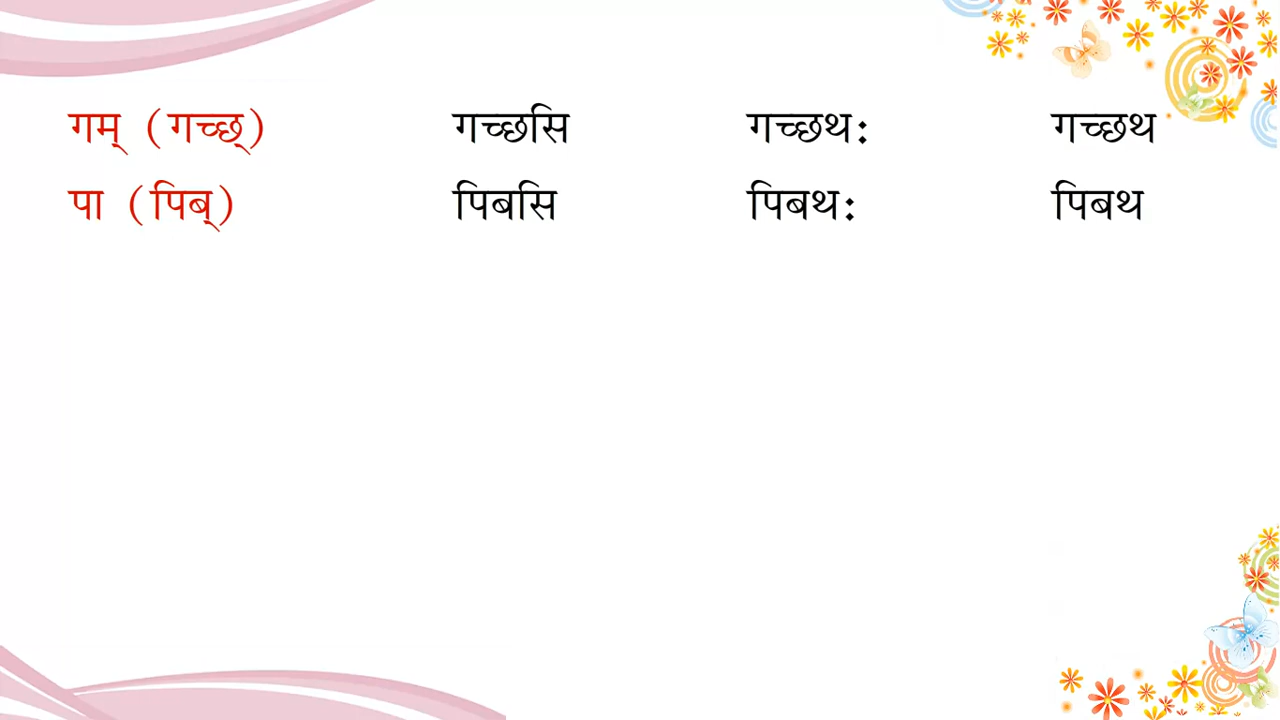 गम् (गच्छ्) गच्छसि गच्छथ: गच्छथ
पा (पिब्) पिबसि पिबथ: पिबथ